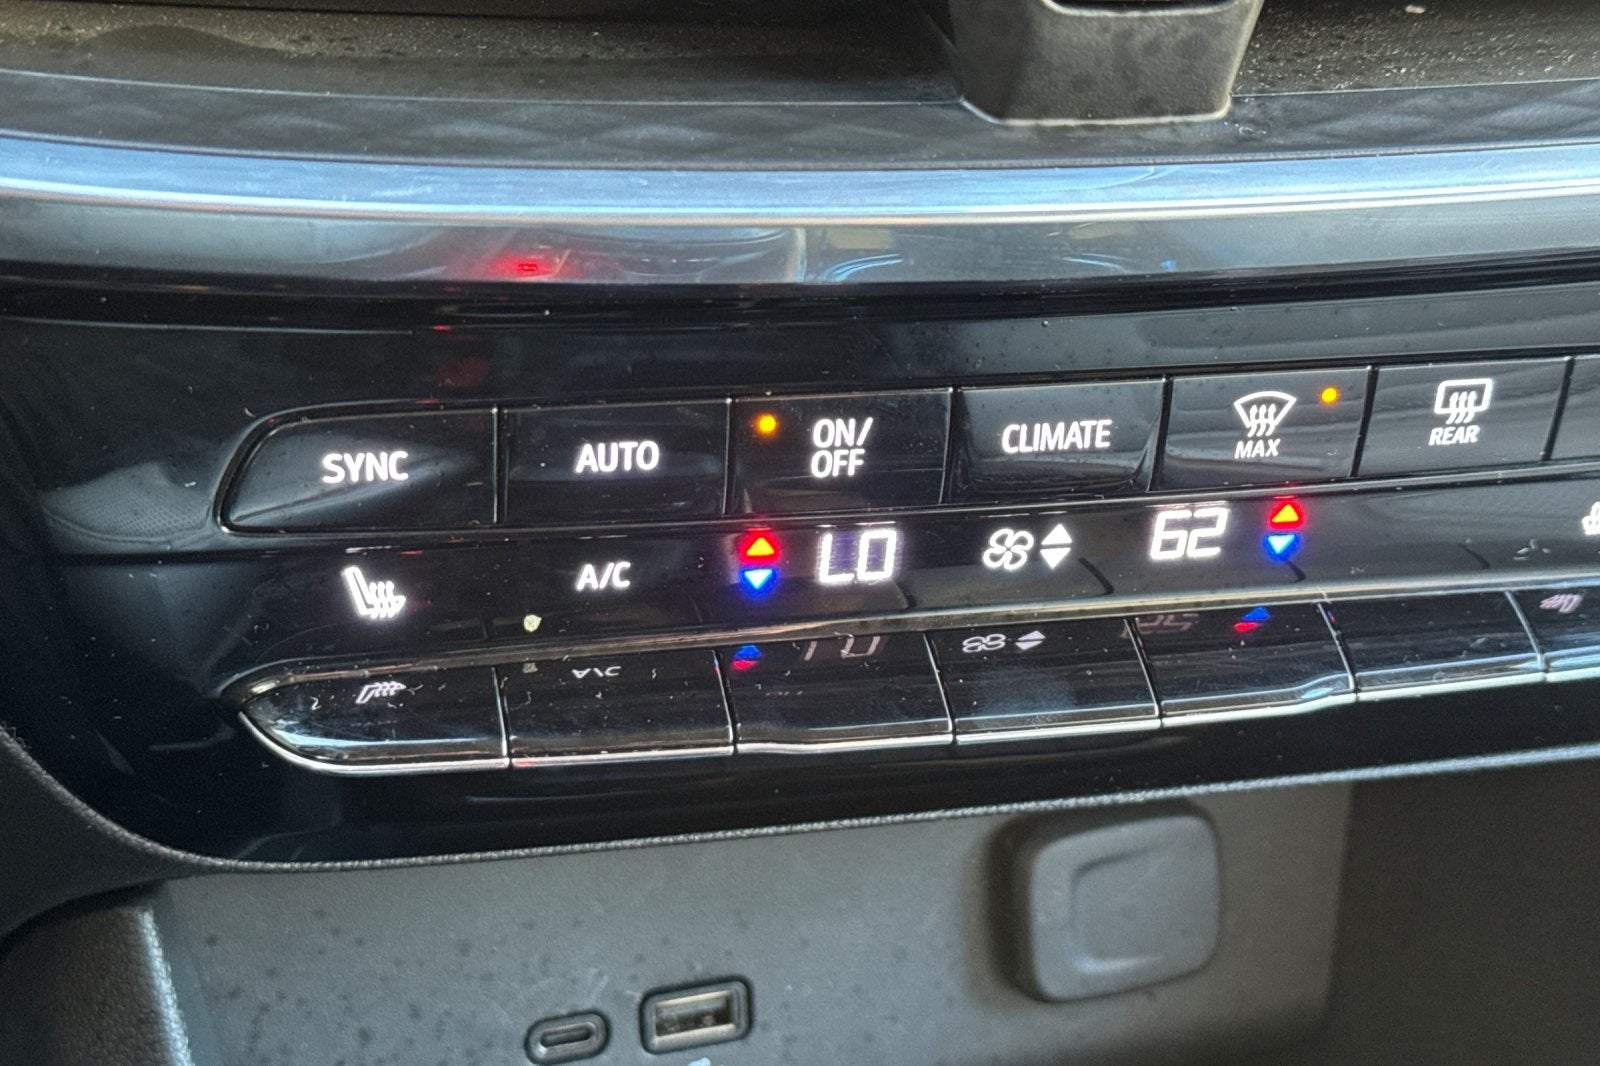 SYNC
AUTO
ON/
OFF
CLIMATE
MAX
REAR
A/C
LO
62